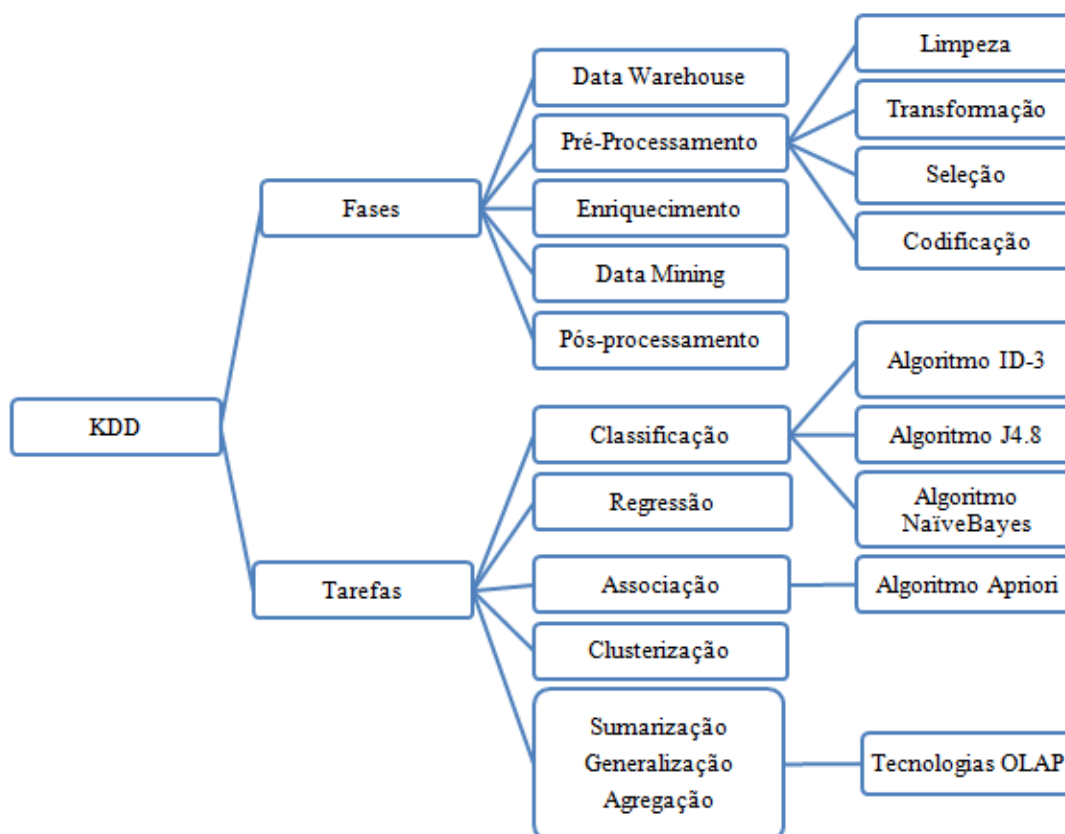 KDD
Fases
Data Warehouse
Pré-Processamento
Limpeza
Transformação
Seleção
Codificação
Enriquecimento
Data Mining
Pós-processamento
Tarefas
Classificação
Algoritmo ID-3
Algoritmo J4.8
Algoritmo
NaïveBayes
Regressão
Associação
Algoritmo Apriori
Clusterização
Sumarização
Generalização
Agregação
Tecnologias OLAP